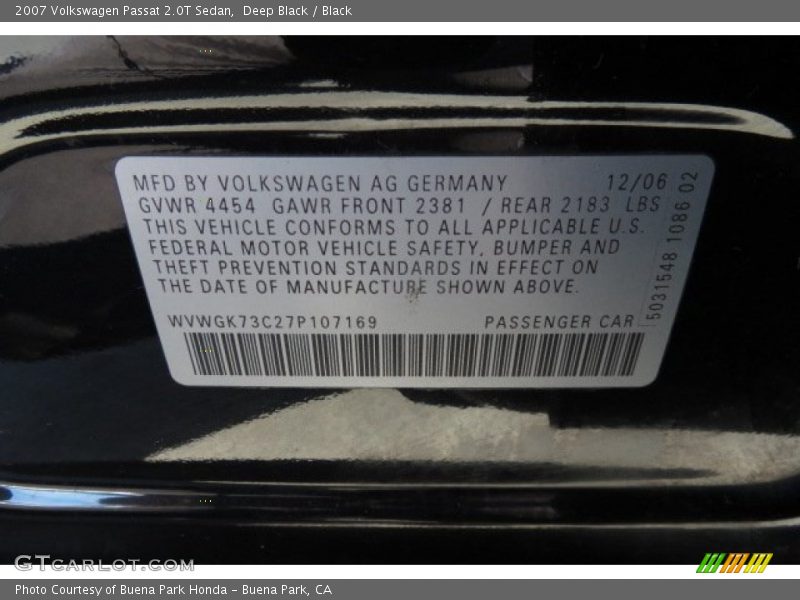 2007 Volkswagen Passat 2.0T Sedan, Deep Black / Black
MFD BY VOLKSWAGEN AG GERMANY 12/06
GVWR 4454 GAWR FRONT 2381 / REAR 2183 LBS
THIS VEHICLE CONFORMS TO ALL APPLICABLE U.S.
FEDERAL MOTOR VEHICLE SAFETY, BUMPER AND
THEFT PREVENTION STANDARDS IN EFFECT ON
THE DATE OF MANUFACTURE SHOWN ABOVE.
WVWGK73C27P107169 PASSENGER CAR
5031548 1086 02
GTCARLOT.COM
Photo Courtesy of Buena Park Honda - Buena Park, CA